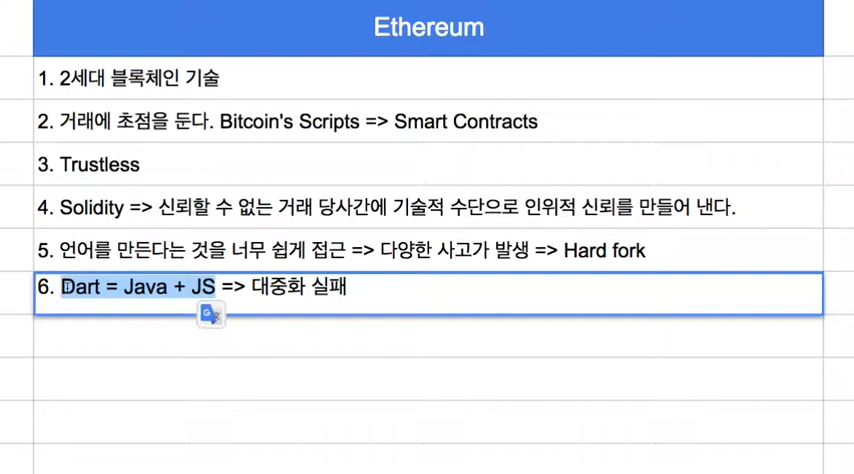 Ethereum
1. 2세대 블록체인 기술
2. 거래에 초점을 둔다. Bitcoin's Scripts => Smart Contracts
3. Trustless
4. Solidity => 신뢰할 수 없는 거래 당사간에 기술적 수단으로 인위적 신뢰를 만들어 낸다.
5. 언어를 만든다는 것을 너무 쉽게 접근 => 다양한 사고가 발생 => Hard fork
6. Dart = Java + JS => 대중화 실패